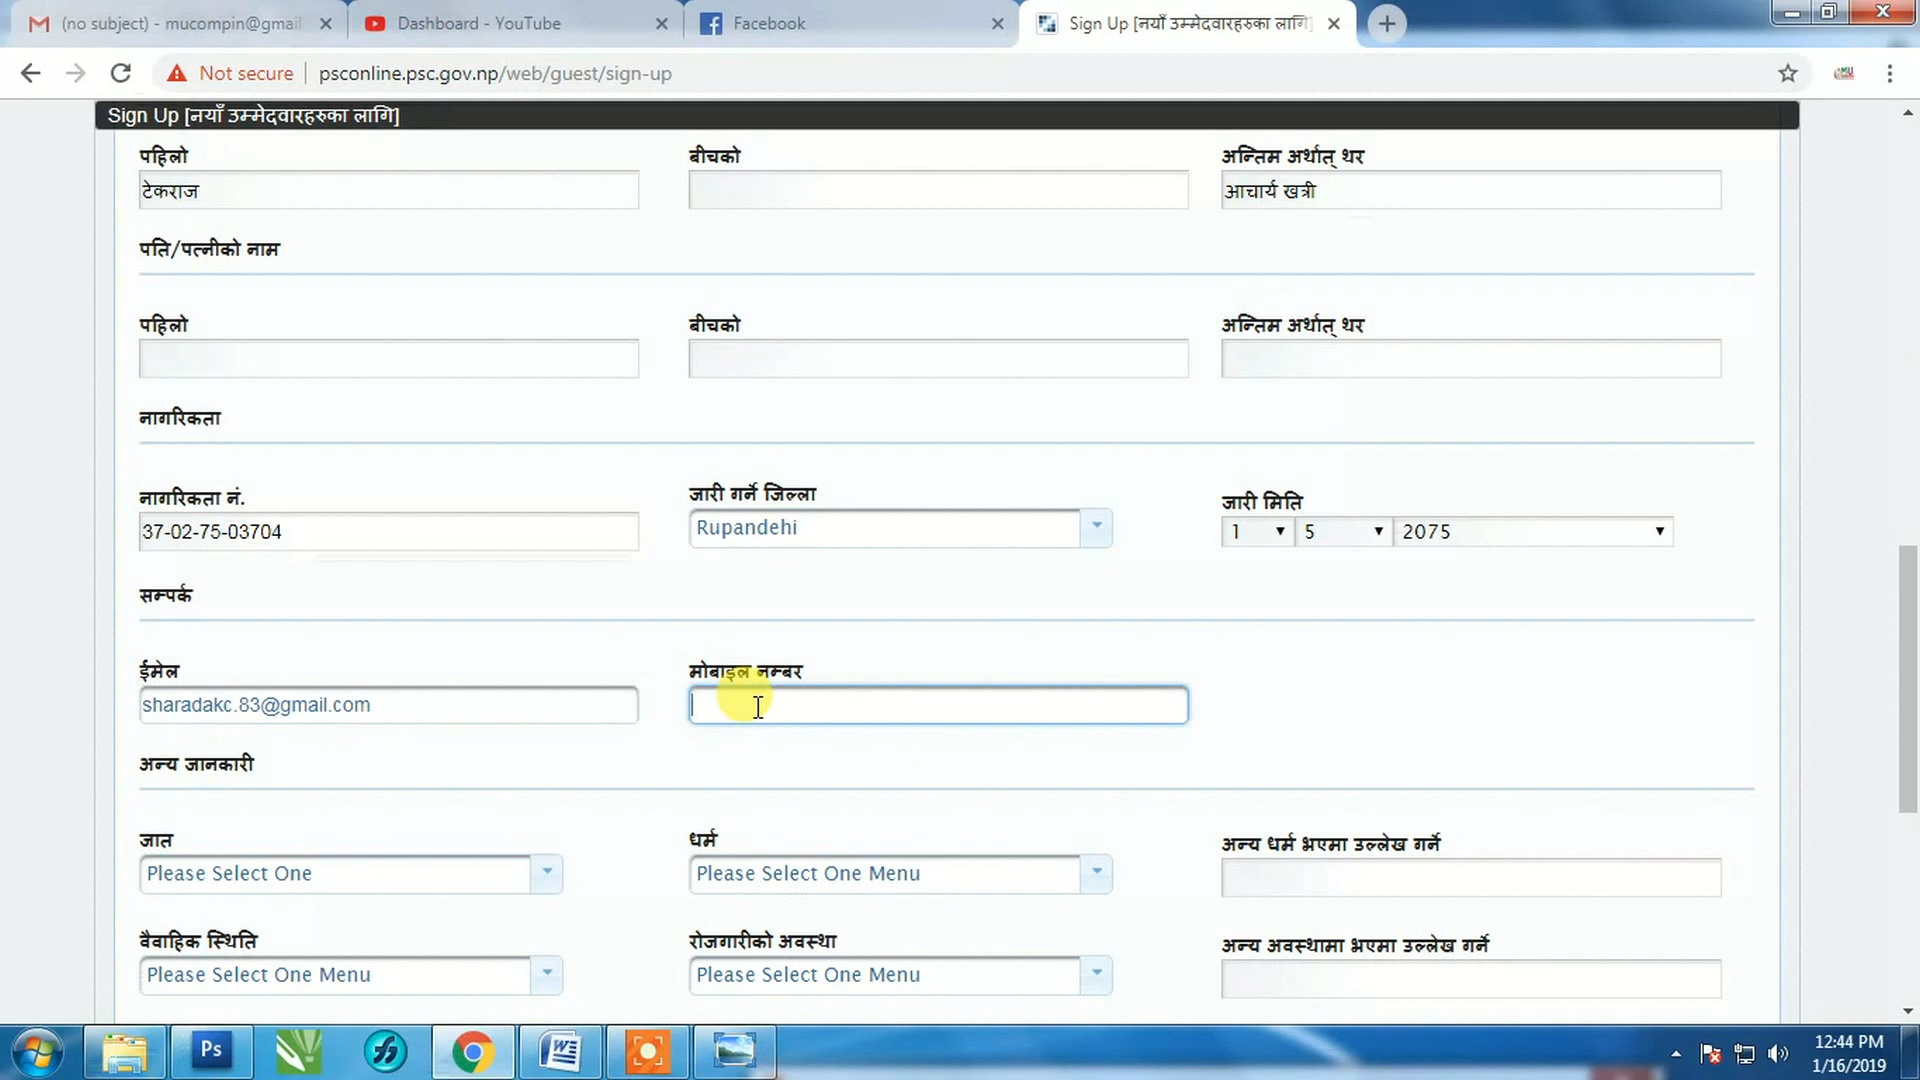 (no subject) - mucompin@gmail
Dashboard - YouTube
Facebook
Sign Up [नयाँ उम्मेदवारहरुका लागि]
Not secure
psconline.psc.gov.np/web/guest/sign-up
Sign Up [नयाँ उम्मेदवारहरुका लागि]
पहिलो बीचको अन्तिम अर्थात् थर
टेकराज आचार्य खत्री
पति/पत्नीको नाम
पहिलो बीचको अन्तिम अर्थात् थर
नागरिकता
नागरिकता नं. जारी गर्ने जिल्ला जारी मिति
37-02-75-03704 Rupandehi 1 5 2075
सम्पर्क
ईमेल मोबाइल नम्बर
sharadakc.83@gmail.com
अन्य जानकारी
जात धर्म अन्य धर्म भएमा उल्लेख गर्ने
Please Select One Please Select One Menu
वैवाहिक स्थिति रोजगारीको अवस्था अन्य अवस्थामा भएमा उल्लेख गर्ने
Please Select One Menu Please Select One Menu
Ps
12:44 PM
1/16/2019